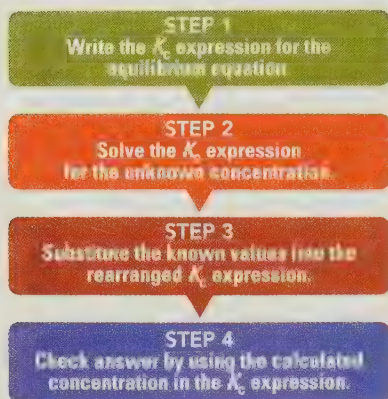 STEP 1
Write the Kc expression for the
equilibrium equation
STEP 2
Solve the Kc expression
for the unknown concentration.
STEP 3
Substitute the known values into the
rearranged Kc expression.
STEP 4
Check answer by using the calculated
concentration in the Kc expression.